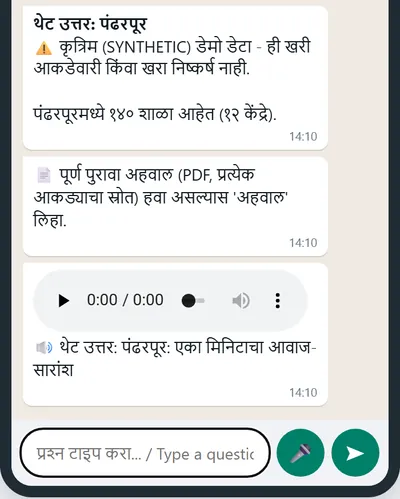 थेट उत्तर: पंढरपूर
⚠️ कृत्रिम (SYNTHETIC) डेमो डेटा - ही खरी
आकडेवारी किंवा खरा निष्कर्ष नाही.
पंढरपूरमध्ये १४० शाळा आहेत (१२ केंद्रे).
14:10
📄 पूर्ण पुरावा अहवाल (PDF, प्रत्येक
आकड्याचा स्रोत) हवा असल्यास 'अहवाल'
लिहा.
14:10
0:00 / 0:00
🔊 थेट उत्तर: पंढरपूर: एका मिनिटाचा आवाज-
सारांश
14:10
प्रश्न टाइप करा... / Type a questic